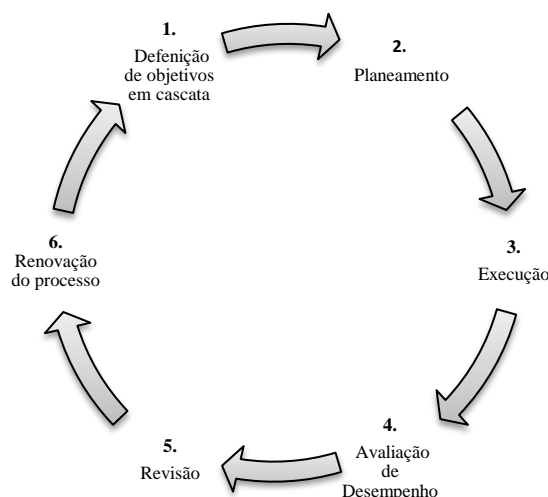 1.
Defenição
de objetivos
em cascata
2.
Planeamento
3.
Execução
4.
Avaliação
de
Desempenho
5.
Revisão
6.
Renovação
do processo